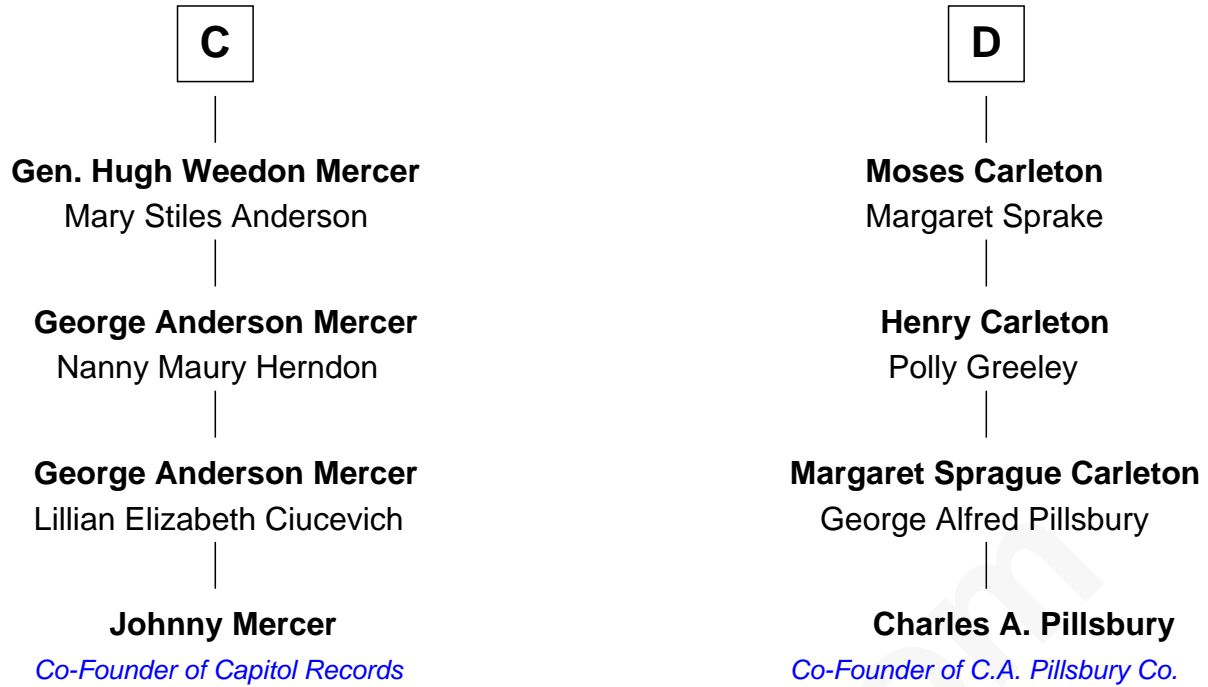 C
Gen. Hugh Weedon Mercer
Mary Stiles Anderson
George Anderson Mercer
Nanny Maury Herndon
George Anderson Mercer
Lillian Elizabeth Ciucevich
Johnny Mercer
Co-Founder of Capitol Records
D
Moses Carleton
Margaret Sprake
Henry Carleton
Polly Greeley
Margaret Sprague Carleton
George Alfred Pillsbury
Charles A. Pillsbury
Co-Founder of C.A. Pillsbury Co.